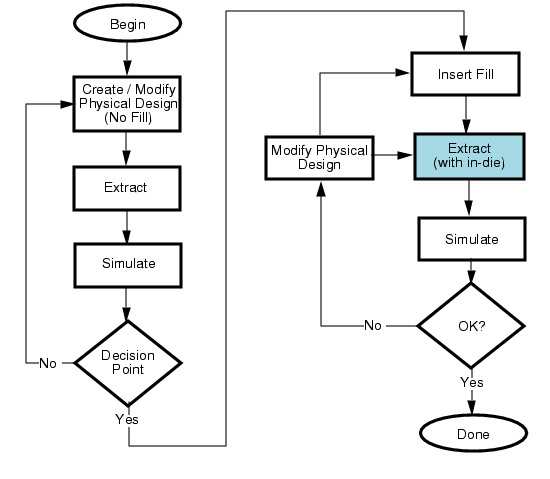 Begin
Create / Modify
Physical Design
(No Fill)
Extract
Simulate
Decision
Point
No
Yes
Insert Fill
Modify Physical
Design
Extract
(with in-die)
Simulate
OK?
No
Yes
Done